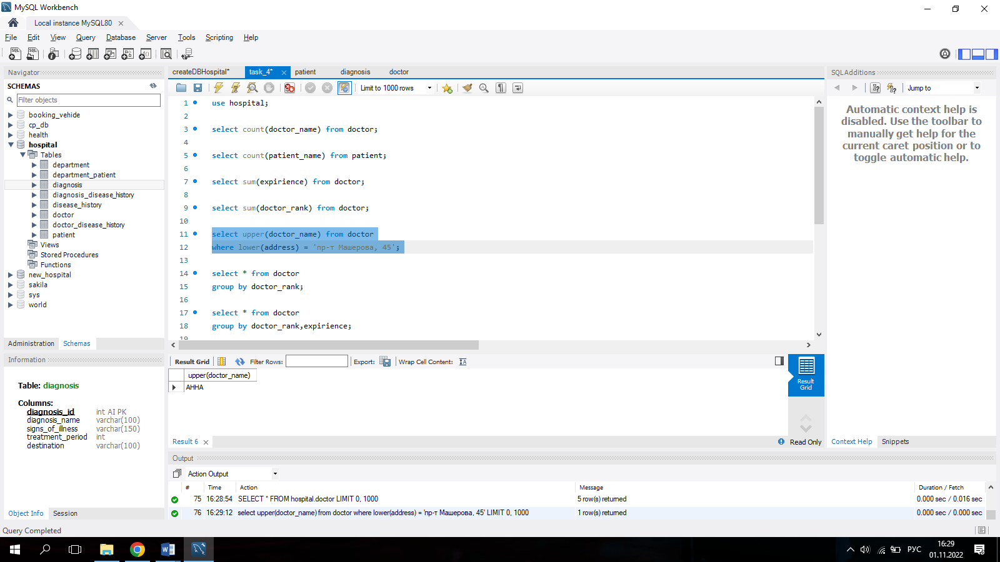 MySQL Workbench
Local instance MySQL80
File Edit View Query Database Server Tools Scripting Help
Navigator
SCHEMAS
Filter objects
booking_vehide
cp_db
health
hospital
Tables
department
department_patient
diagnosis
diagnosis_disease_history
disease_history
doctor
doctor_disease_history
patient
Views
Stored Procedures
Functions
new_hospital
sakila
sys
world
Administration Schemas
Information
Table: diagnosis
Columns:
diagnosis_id int AI PK
diagnosis_name varchar(100)
signs_of_illness varchar(150)
treatment_period int
destination varchar(100)
Object Info Session
Query Completed
createDBHospital* task_4* patient diagnosis doctor
Limit to 1000 rows
1 use hospital;
2
3 select count(doctor_name) from doctor;
4
5 select count(patient_name) from patient;
6
7 select sum(expirience) from doctor;
8
9 select sum(doctor_rank) from doctor;
10
11 select upper(doctor_name) from doctor
12 where lower(address) = 'пр-т Машерова, 45';
13
14 select * from doctor
15 group by doctor_rank;
16
17 select * from doctor
18 group by doctor_rank,expirience;
19
Result Grid Filter Rows: Export: Wrap Cell Content:
upper(doctor_name)
АННА
Result Grid
Result 6
Read Only
Output
Action Output
# Time Action Message Duration / Fetch
75 16:28:54 SELECT * FROM hospital.doctor LIMIT 0, 1000 5 row(s) returned 0.000 sec / 0.016 sec
76 16:29:12 select upper(doctor_name) from doctor where lower(address) = 'пр-т Машерова, 45' LIMIT 0, 1000 1 row(s) returned 0.000 sec / 0.000 sec
SQLAdditions
Jump to
Automatic context help is
disabled. Use the toolbar to
manually get help for the
current caret position or to
toggle automatic help.
Context Help Snippets
РУС
16:29
01.11.2022